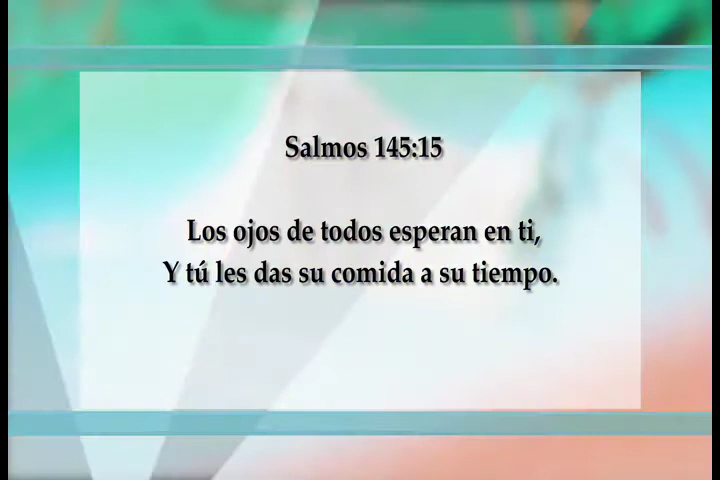 Salmos 145:15
Los ojos de todos esperan en ti,
Y tú les das su comida a su tiempo.